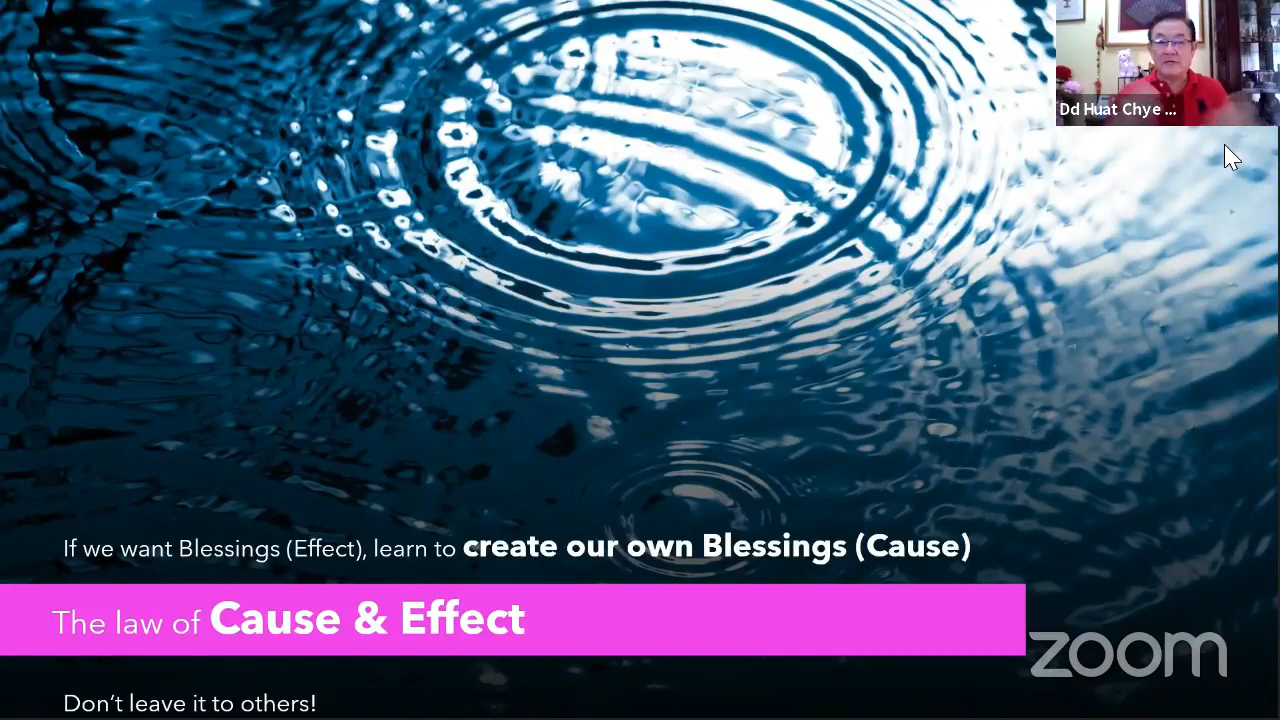 Dd Huat Chye ...
If we want Blessings (Effect), learn to create our own Blessings (Cause)
The law of Cause & Effect
zoom
Don't leave it to others!